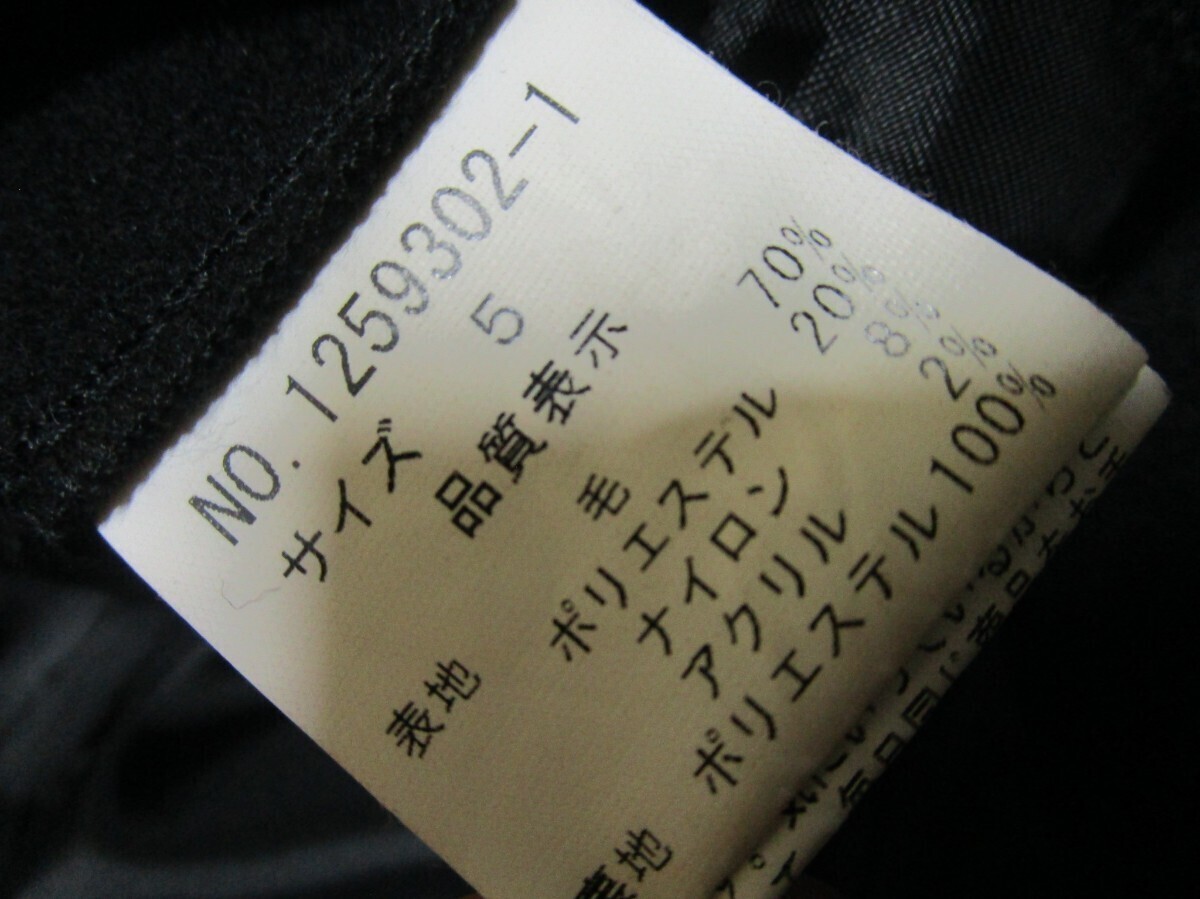 NO. 1259302-1
サイズ 5
品質表示
表地 毛 70%
ポリエステル 20%
ナイロン 8%
アクリル 2%
裏地 ポリエステル 100%